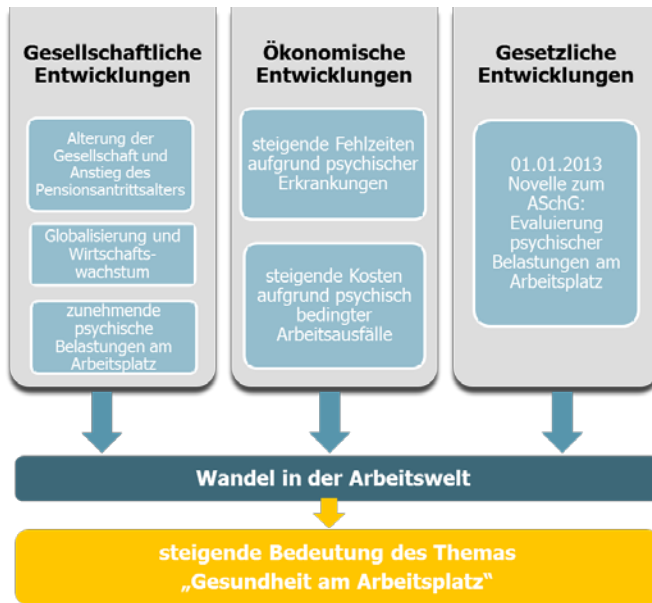 Gesellschaftliche
Entwicklungen
Alterung der
Gesellschaft und
Anstieg des
Pensionsantrittsalters
Globalisierung und
Wirtschafts-
wachstum
zunehmende
psychische
Belastungen am
Arbeitsplatz
Ökonomische
Entwicklungen
steigende Fehlzeiten
aufgrund psychischer
Erkrankungen
steigende Kosten
aufgrund psychisch
bedingter
Arbeitsausfälle
Gesetzliche
Entwicklungen
01.01.2013
Novelle zum
ASchG:
Evaluierung
psychischer
Belastungen am
Arbeitsplatz
Wandel in der Arbeitswelt
steigende Bedeutung des Themas
„Gesundheit am Arbeitsplatz“